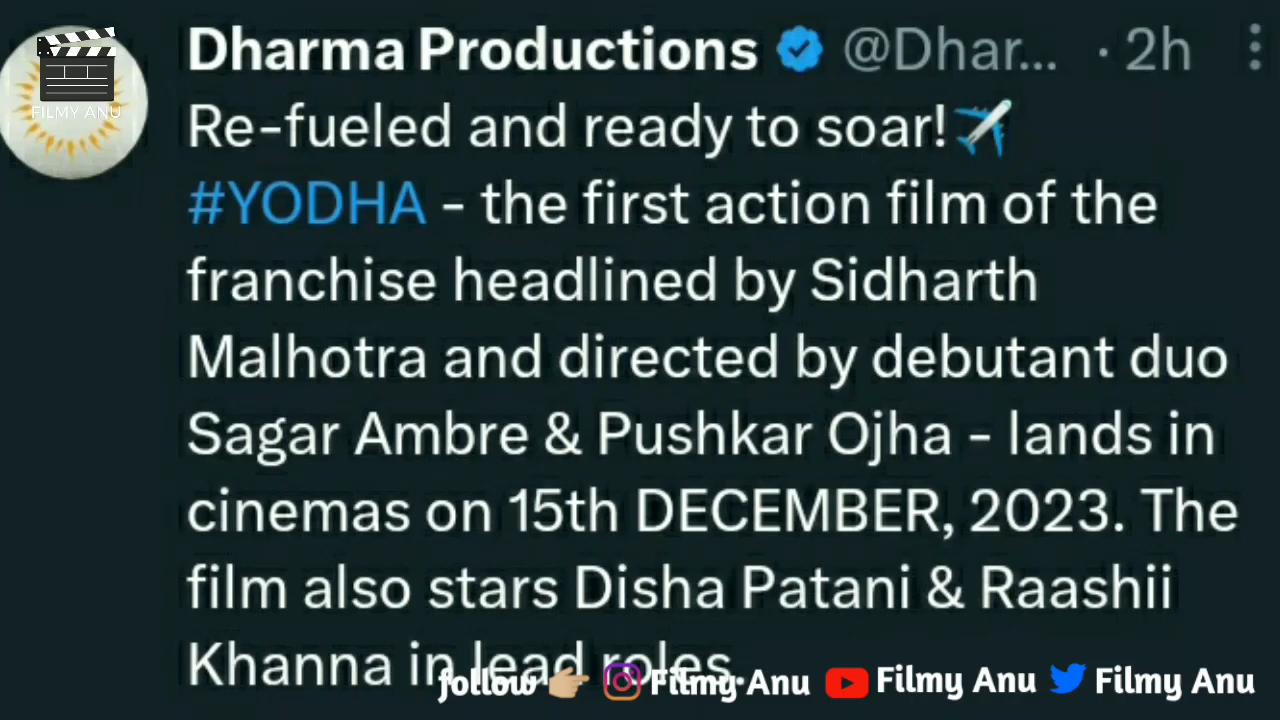 FILMY ANU
Dharma Productions @Dhar... · 2h
Re-fueled and ready to soar!✈️
#YODHA - the first action film of the
franchise headlined by Sidharth
Malhotra and directed by debutant duo
Sagar Ambre & Pushkar Ojha - lands in
cinemas on 15th DECEMBER, 2023. The
film also stars Disha Patani & Raashii
Khanna in lead roles.
follow 👉🏼 Filmy Anu Filmy Anu Filmy Anu